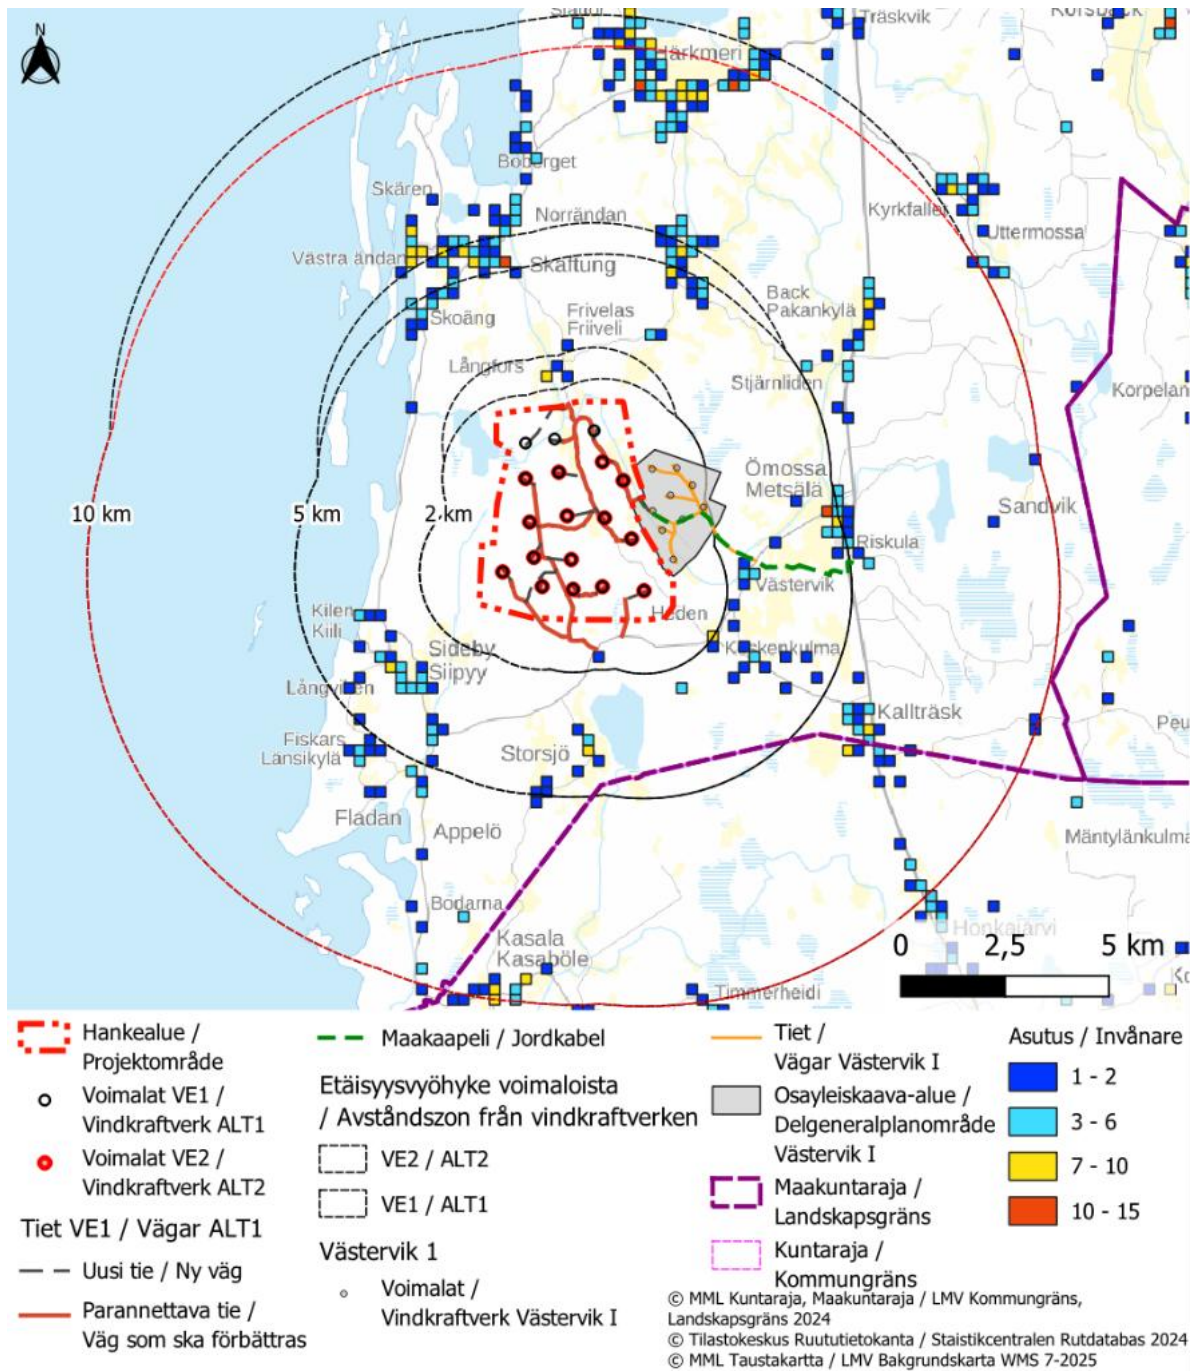 N
Träskvik
Härkmeri
Boberget
Skären
Norrändan
Kyrkfaller
Uttermossa
Västra ändan
Skaftung
Back
Pakankylä
Frivelas
Friiveli
Skoäng
Långfors
Stjärnliden
Korpelan
Ömossa
Metsälä
10 km
5 km
2 km
Sandvik
Riskula
Västervik
Kilen
Kiili
Heden
Sideby
Siipyy
Kaskenkulma
Långviken
Kallträsk
Peu
Fiskars
Länsikylä
Storsjö
Fladan
Appelö
Mäntylänkulma
Bodarna
Honkajärvi
Kasala
Kasaböle
0 2,5 5 km
Ko
Timmerheidi
Hankealue /
Projektområde
Voimalat VE1 /
Vindkraftverk ALT1
Voimalat VE2 /
Vindkraftverk ALT2
Tiet VE1 / Vägar ALT1
Uusi tie / Ny väg
Parannettava tie /
Väg som ska förbättras
Maakaapeli / Jordkabel
Etäisyysvyöhyke voimaloista
/ Avståndszon från vindkraftverken
VE2 / ALT2
VE1 / ALT1
Västervik 1
Voimalat /
Vindkraftverk Västervik I
Tiet /
Vägar Västervik I
Osayleiskaava-alue /
Delgeneralplanområde
Västervik I
Maakuntaraja /
Landskapsgräns
Kuntaraja /
Kommungräns
Asutus / Invånare
1 - 2
3 - 6
7 - 10
10 - 15
© MML Kuntaraja, Maakuntaraja / LMV Kommungräns,
Landskapsgräns 2024
© Tilastokeskus Ruututietokanta / Staistikcentralen Rutdatabas 2024
© MML Taustakartta / LMV Bakgrundskarta WMS 7-2025